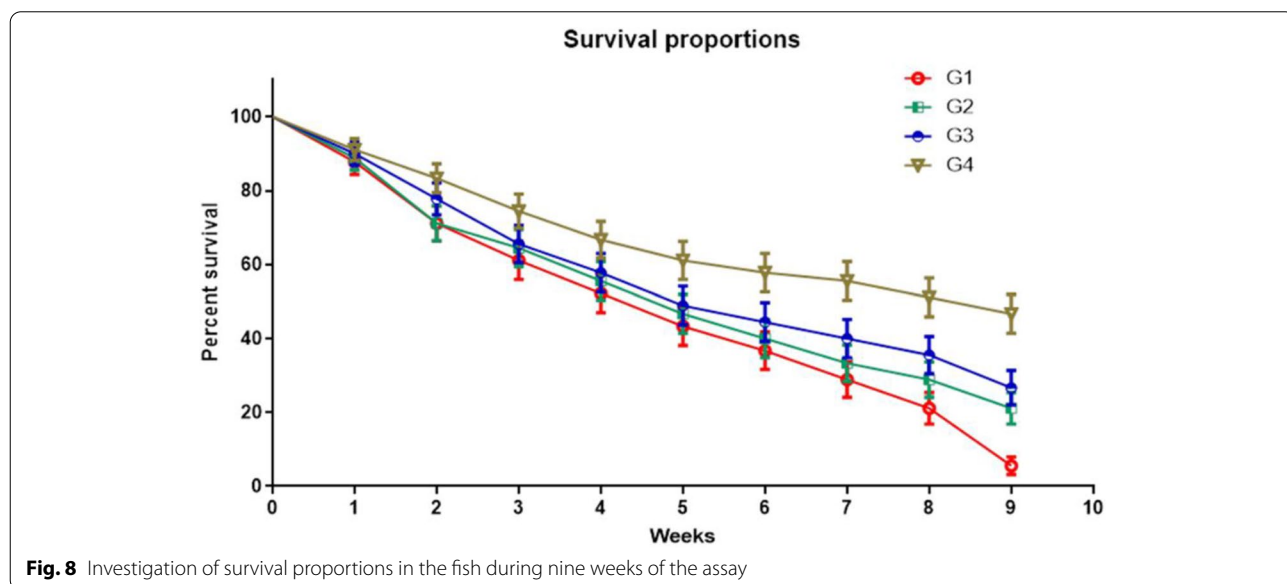 Survival proportions
G1
G2
G3
G4
Percent survival
100
80
60
40
20
0
0 1 2 3 4 5 6 7 8 9 10
Weeks
Fig. 8 Investigation of survival proportions in the fish during nine weeks of the assay